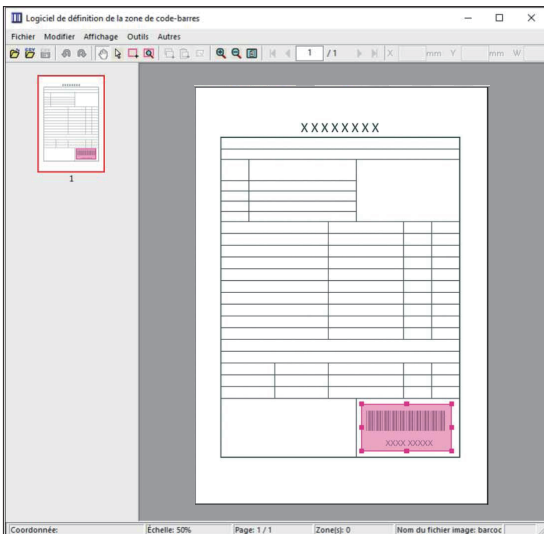 Logiciel de définition de la zone de code-barres
Fichier Modifier Affichage Outils Autres
1 / 1 X mm Y mm W
1
XXXXXXXX
XXXX XXXXX
Coordonnée: Échelle: 50% Page: 1 / 1 Zone(s): 0 Nom du fichier image: barcoc